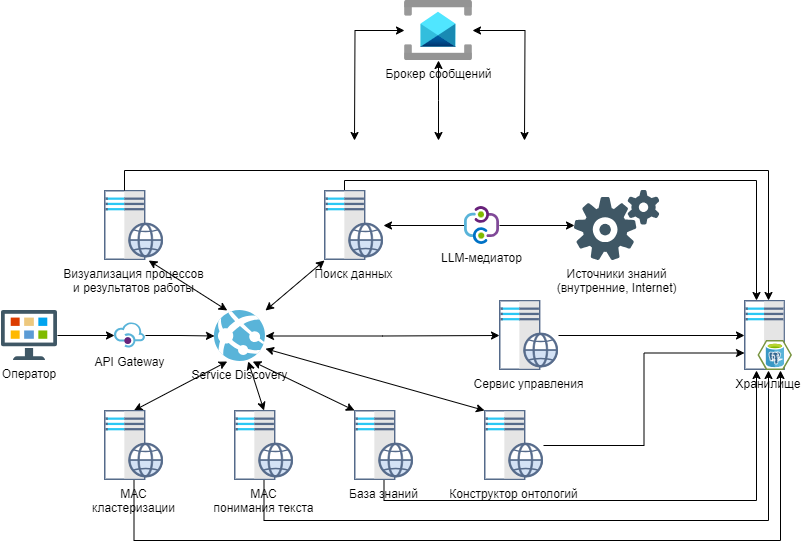 Брокер сообщений
Визуализация процессов
и результатов работы
Поиск данных
LLM-медиатор
Источники знаний
(внутренние, Internet)
Оператор
API Gateway
Service Discovery
Сервис управления
Хранилище
МАС
кластеризации
МАС
понимания текста
База знаний
Конструктор онтологий